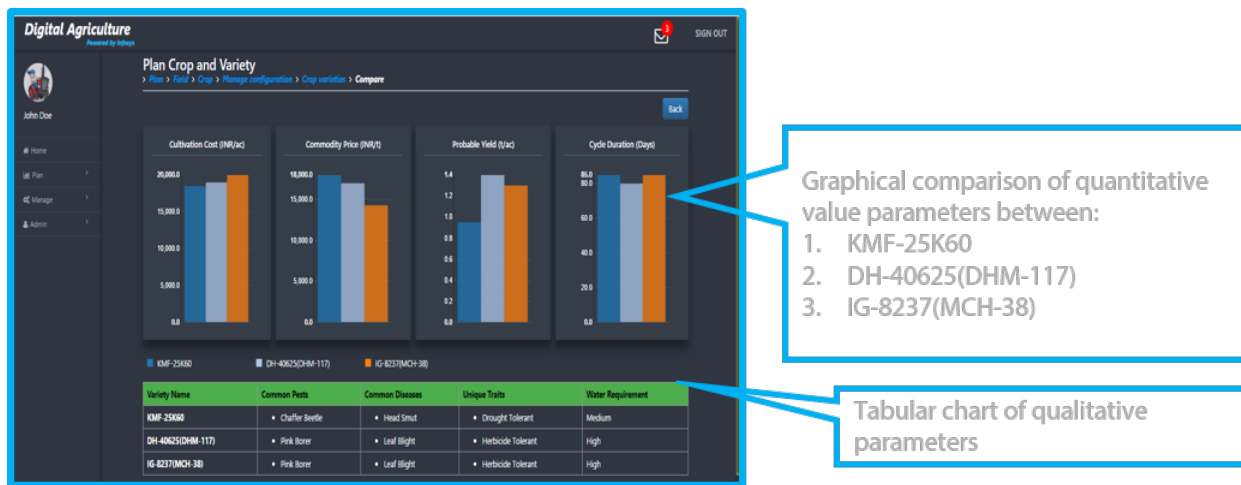 Digital Agriculture
Powered by Infosys
3
SIGN OUT
John Doe
Home
Plan
Manage
Admin
Plan Crop and Variety
> Plan > Field > Crop > Manage configuration > Crop varieties > Compare
Back
Cultivation Cost (INR/ac)
20,000.0
15,000.0
10,000.0
5,000.0
0.0
Commodity Price (INR/t)
18,000.0
15,000.0
10,000.0
5,000.0
0.0
Probable Yield (t/ac)
1.4
1.2
1.0
0.8
0.6
0.4
0.2
0.0
Cycle Duration (Days)
85.0
80.0
60.0
40.0
20.0
0.0
KMF-25K60 DH-40625(DHM-117) IG-8237(MCH-38)
Variety Name Common Pests Common Diseases Unique Traits Water Requirement
KMF-25K60 • Chaffer Beetle • Head Smut • Drought Tolerant Medium
DH-40625(DHM-117) • Pink Borer • Leaf Blight • Herbicide Tolerant High
IG-8237(MCH-38) • Pink Borer • Leaf Blight • Herbicide Tolerant High
Graphical comparison of quantitative
value parameters between:
1. KMF-25K60
2. DH-40625(DHM-117)
3. IG-8237(MCH-38)
Tabular chart of qualitative
parameters